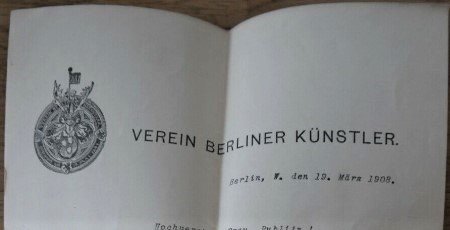 VEREIN BERLINER KÜNSTLER.
Berlin, W. den 19. März 1908.